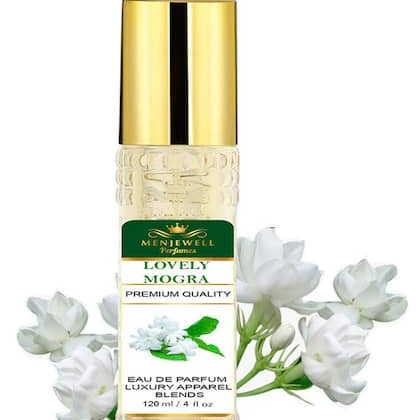 MENJEWELL
Perfumes
LOVELY
MOGRA
PREMIUM QUALITY
EAU DE PARFUM
LUXURY APPAREL
BLENDS
120 ml / 4 fl oz